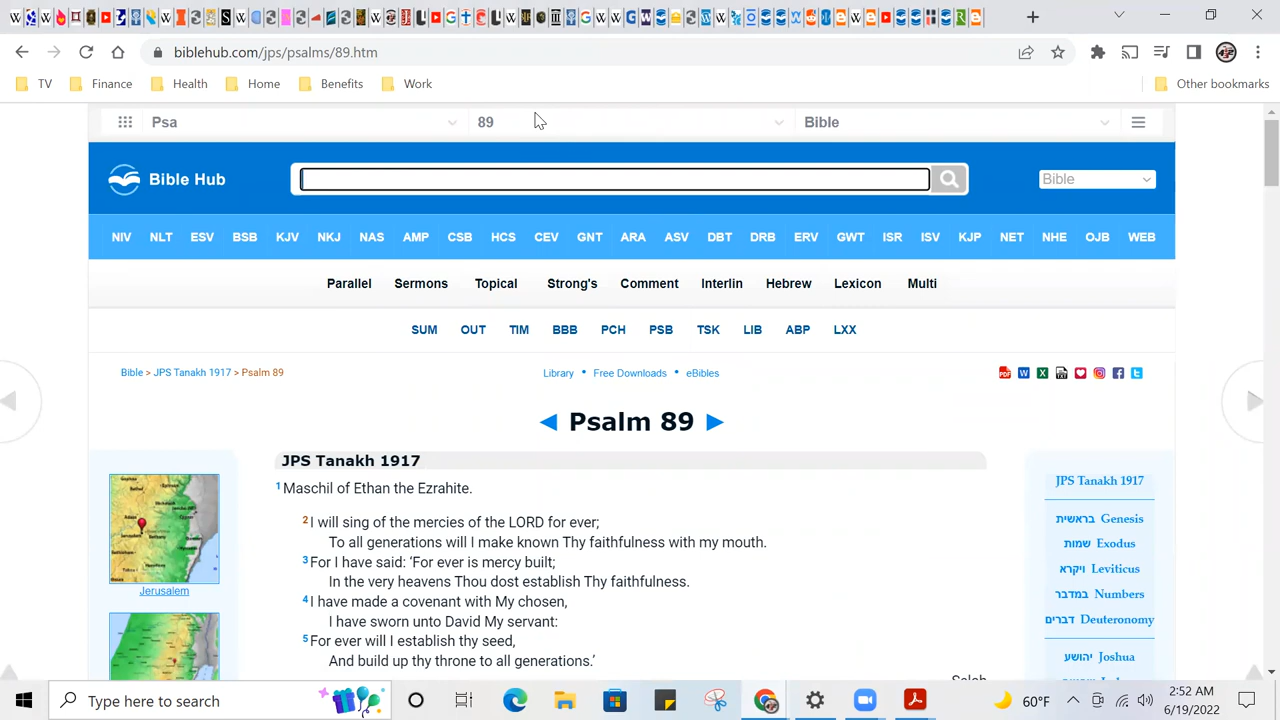 biblehub.com/jps/psalms/89.htm
TV Finance Health Home Benefits Work Other bookmarks
Psa 89 Bible
Bible Hub Bible
NIV NLT ESV BSB KJV NKJ NAS AMP CSB HCS CEV GNT ARA ASV DBT DRB ERV GWT ISR ISV KJP NET NHE OJB WEB
Parallel Sermons Topical Strong's Comment Interlin Hebrew Lexicon Multi
SUM OUT TIM BBB PCH PSB TSK LIB ABP LXX
Bible > JPS Tanakh 1917 > Psalm 89 Library • Free Downloads • eBibles
◄ Psalm 89 ►
JPS Tanakh 1917
1 Maschil of Ethan the Ezrahite.
2 I will sing of the mercies of the LORD for ever;
To all generations will I make known Thy faithfulness with my mouth.
3 For I have said: ‘For ever is mercy built;
In the very heavens Thou dost establish Thy faithfulness.
4 I have made a covenant with My chosen,
I have sworn unto David My servant:
5 For ever will I establish thy seed,
And build up thy throne to all generations.’
Selah
Jerusalem
JPS Tanakh 1917
בראשית Genesis
שמות Exodus
ויקרא Leviticus
במדבר Numbers
דברים Deuteronomy
יהושע Joshua
Type here to search
60°F
2:52 AM
6/19/2022